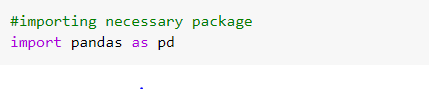 #importing necessary package
import pandas as pd